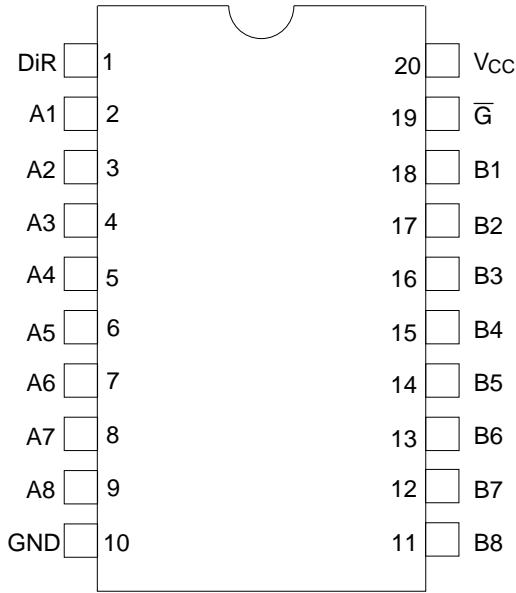 DiR 1 20 VCC
A1 2 19 G̅
A2 3 18 B1
A3 4 17 B2
A4 5 16 B3
A5 6 15 B4
A6 7 14 B5
A7 8 13 B6
A8 9 12 B7
GND 10 11 B8